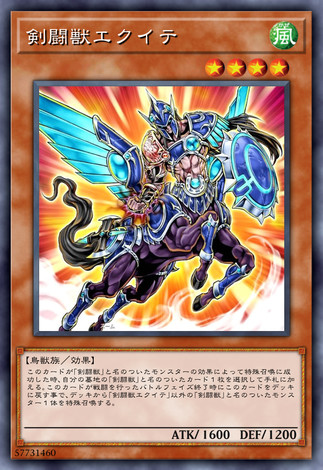 剣闘獣エクイテ
風
【鳥獣族／効果】
このカードが「剣闘獣」と名のついたモンスターの効果によって特殊召喚に成
功した時、自分の墓地の「剣闘獣」と名のついたカード１枚を選択して手札に加
える。このカードが戦闘を行ったバトルフェイズ終了時にこのカードをデッキ
に戻す事で、デッキから「剣闘獣エクイテ」以外の「剣闘獣」と名のついたモンス
ター１体を特殊召喚する。
ATK/1600 DEF/1200
57731460